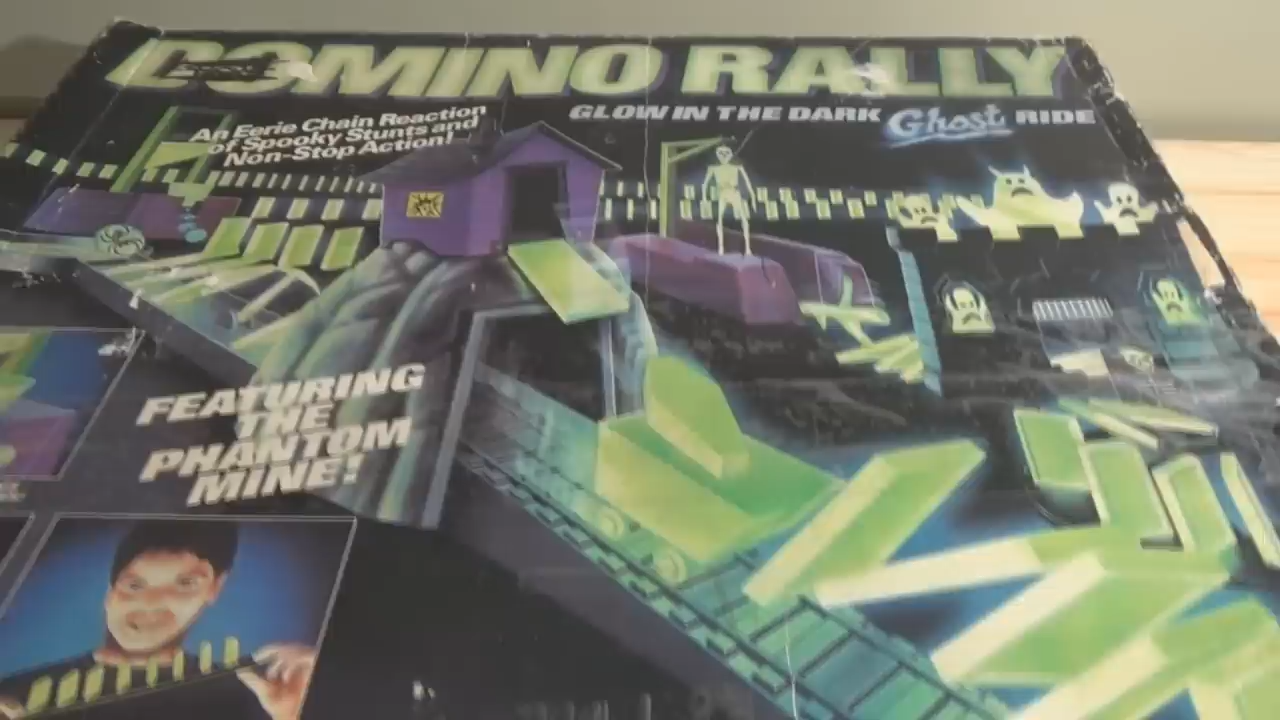 DOMINO RALLY
GLOW IN THE DARK Ghost RIDE
An Eerie Chain Reaction
of Spooky Stunts and
Non-Stop Action!
FEATURING
THE
PHANTOM
MINE!